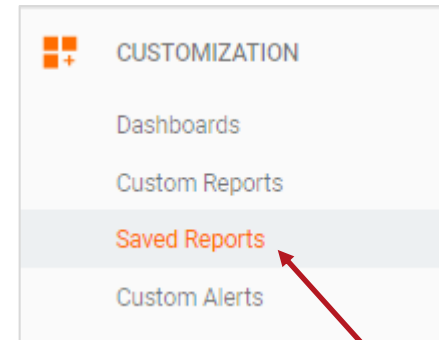 CUSTOMIZATION
Dashboards
Custom Reports
Saved Reports
Custom Alerts